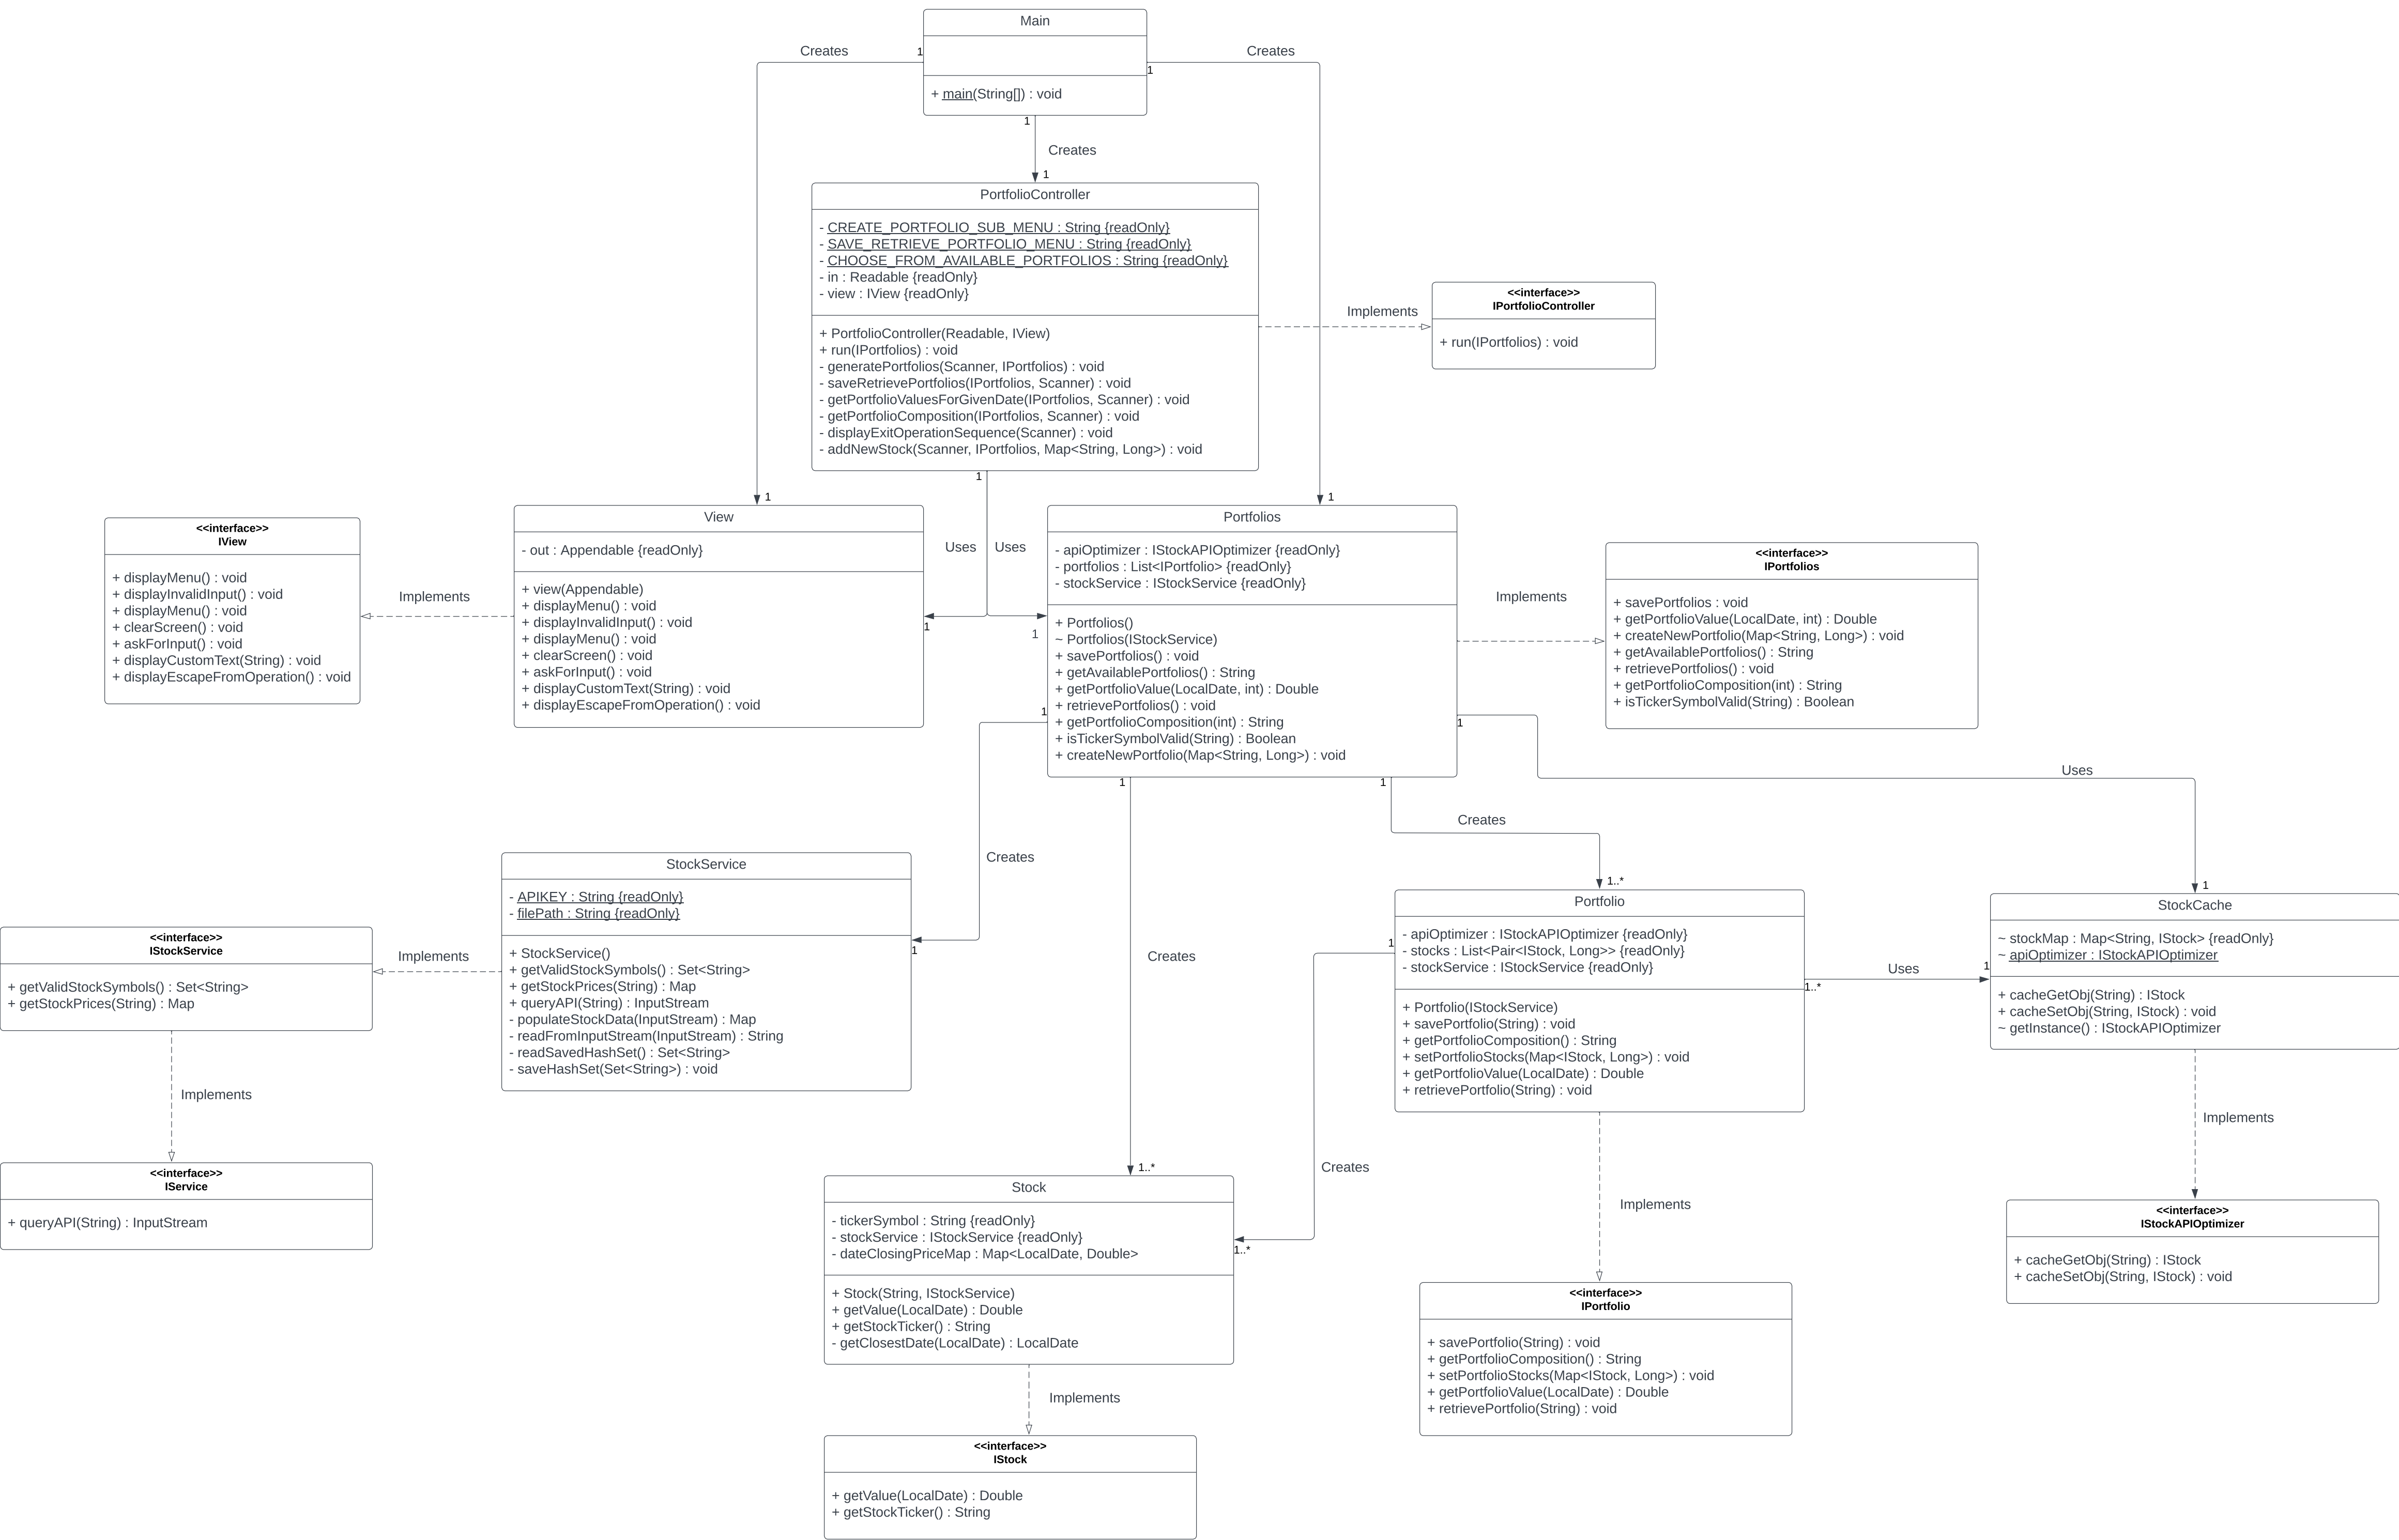 Main
+ main(String[]) : void
Creates
1
Creates
1
1
Creates
1
PortfolioController
- CREATE_PORTFOLIO_SUB_MENU : String {readOnly}
- SAVE_RETRIEVE_PORTFOLIO_MENU : String {readOnly}
- CHOOSE_FROM_AVAILABLE_PORTFOLIOS : String {readOnly}
- in : Readable {readOnly}
- view : IView {readOnly}
+ PortfolioController(Readable, IView)
+ run(IPortfolios) : void
- generatePortfolios(Scanner, IPortfolios) : void
- saveRetrievePortfolios(IPortfolios, Scanner) : void
- getPortfolioValuesForGivenDate(IPortfolios, Scanner) : void
- getPortfolioComposition(IPortfolios, Scanner) : void
- displayExitOperationSequence(Scanner) : void
- addNewStock(Scanner, IPortfolios, Map<String, Long>) : void
Implements
<<interface>>
IPortfolioController
+ run(IPortfolios) : void
1
1
1
<<interface>>
IView
+ displayMenu() : void
+ displayInvalidInput() : void
+ displayMenu() : void
+ clearScreen() : void
+ askForInput() : void
+ displayCustomText(String) : void
+ displayEscapeFromOperation() : void
Implements
View
- out : Appendable {readOnly}
+ view(Appendable)
+ displayMenu() : void
+ displayInvalidInput() : void
+ displayMenu() : void
+ clearScreen() : void
+ askForInput() : void
+ displayCustomText(String) : void
+ displayEscapeFromOperation() : void
Uses
Uses
1
1
Portfolios
- apiOptimizer : IStockAPIOptimizer {readOnly}
- portfolios : List<IPortfolio> {readOnly}
- stockService : IStockService {readOnly}
+ Portfolios()
~ Portfolios(IStockService)
+ savePortfolios() : void
+ getAvailablePortfolios() : String
+ getPortfolioValue(LocalDate, int) : Double
+ retrievePortfolios() : void
+ getPortfolioComposition(int) : String
+ isTickerSymbolValid(String) : Boolean
+ createNewPortfolio(Map<String, Long>) : void
Implements
<<interface>>
IPortfolios
+ savePortfolios : void
+ getPortfolioValue(LocalDate, int) : Double
+ createNewPortfolio(Map<String, Long>) : void
+ getAvailablePortfolios() : String
+ retrievePortfolios() : void
+ getPortfolioComposition(int) : String
+ isTickerSymbolValid(String) : Boolean
1
1
1
1
Uses
Creates
Creates
Creates
1
1..*
1
<<interface>>
IStockService
+ getValidStockSymbols() : Set<String>
+ getStockPrices(String) : Map
Implements
StockService
- APIKEY : String {readOnly}
- filePath : String {readOnly}
+ StockService()
+ getValidStockSymbols() : Set<String>
+ getStockPrices(String) : Map
+ queryAPI(String) : InputStream
- populateStockData(InputStream) : Map
- readFromInputStream(InputStream) : String
- readSavedHashSet() : Set<String>
- saveHashSet(Set<String>) : void
Portfolio
- apiOptimizer : IStockAPIOptimizer {readOnly}
- stocks : List<Pair<IStock, Long>> {readOnly}
- stockService : IStockService {readOnly}
+ Portfolio(IStockService)
+ savePortfolio(String) : void
+ getPortfolioComposition() : String
+ setPortfolioStocks(Map<IStock, Long>) : void
+ getPortfolioValue(LocalDate) : Double
+ retrievePortfolio(String) : void
1
Uses
1..*
1
StockCache
~ stockMap : Map<String, IStock> {readOnly}
~ apiOptimizer : IStockAPIOptimizer
+ cacheGetObj(String) : IStock
+ cacheSetObj(String, IStock) : void
~ getInstance() : IStockAPIOptimizer
Implements
<<interface>>
IService
+ queryAPI(String) : InputStream
1..*
Creates
1..*
Stock
- tickerSymbol : String {readOnly}
- stockService : IStockService {readOnly}
- dateClosingPriceMap : Map<LocalDate, Double>
+ Stock(String, IStockService)
+ getValue(LocalDate) : Double
+ getStockTicker() : String
- getClosestDate(LocalDate) : LocalDate
Implements
<<interface>>
IStock
+ getValue(LocalDate) : Double
+ getStockTicker() : String
Implements
<<interface>>
IPortfolio
+ savePortfolio(String) : void
+ getPortfolioComposition() : String
+ setPortfolioStocks(Map<IStock, Long>) : void
+ getPortfolioValue(LocalDate) : Double
+ retrievePortfolio(String) : void
Implements
<<interface>>
IStockAPIOptimizer
+ cacheGetObj(String) : IStock
+ cacheSetObj(String, IStock) : void